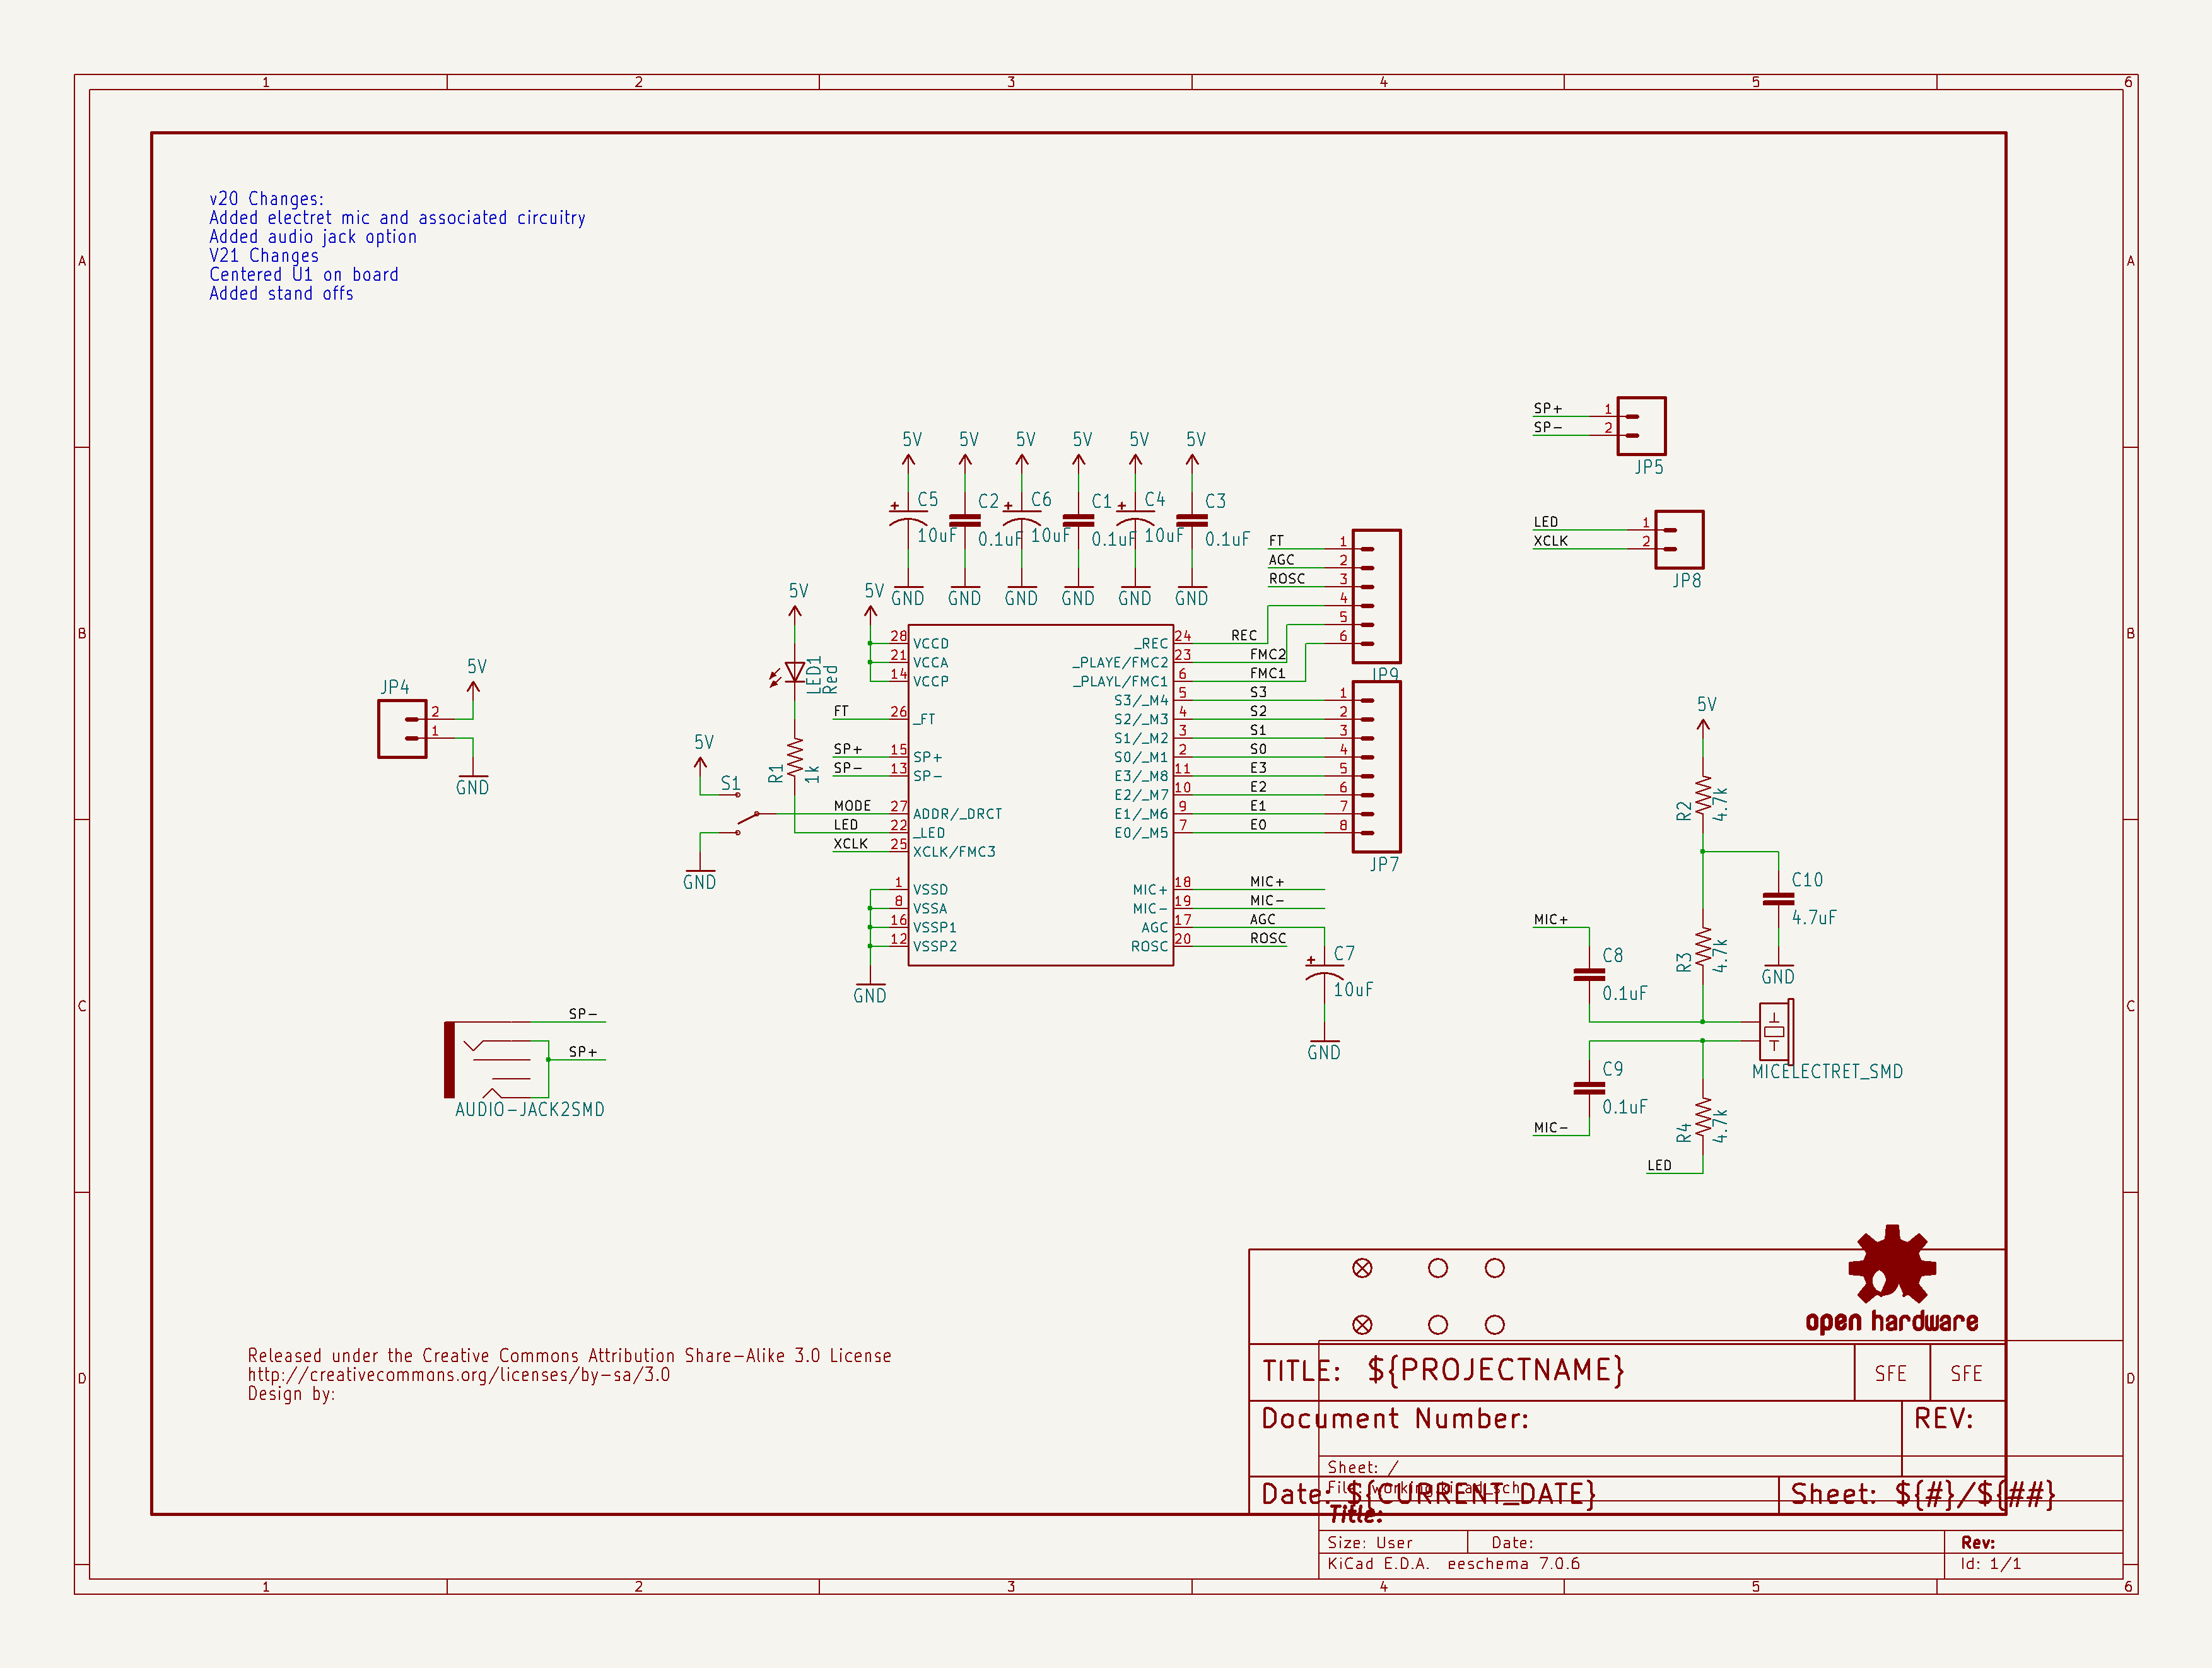 1 2 3 4 5 6
A A
B B
C C
D D
v20 Changes:
Added electret mic and associated circuitry
Added audio jack option
V21 Changes
Centered U1 on board
Added stand offs
SP+ 1
SP- 2
JP5
LED 1
XCLK 2
JP8
5V 5V 5V 5V 5V 5V
C5 C2 C6 C1 C4 C3
10uF 0.1uF 10uF 0.1uF 10uF 0.1uF
GND GND GND GND GND GND
FT 1
AGC 2
ROSC 3
4
5
6
JP9
5V 5V
LED1
Red
R1
1k
28 VCCD
21 VCCA
14 VCCP
FT 26 _FT
SP+ 15 SP+
SP- 13 SP-
MODE 27 ADDR/_DRCT
LED 22 _LED
XCLK 25 XCLK/FMC3
1 VSSD
8 VSSA
16 VSSP1
12 VSSP2
GND
_REC 24 REC
_PLAYE/FMC2 23 FMC2
_PLAYL/FMC1 6 FMC1
S3/_M4 5 S3 1
S2/_M3 4 S2 2
S1/_M2 3 S1 3
S0/_M1 2 S0 4
E3/_M8 11 E3 5
E2/_M7 10 E2 6
E1/_M6 9 E1 7
E0/_M5 7 E0 8
JP7
MIC+ 18 MIC+
MIC- 19 MIC-
AGC 17 AGC
ROSC 20 ROSC
C7
10uF
GND
JP4
5V
2
1
GND
5V
S1
GND
SP-
SP+
AUDIO-JACK2SMD
5V
R2
4.7k
C10
4.7uF
GND
MIC+
R3
4.7k
C8
0.1uF
MICELECTRET_SMD
C9
0.1uF
MIC-
R4
4.7k
LED
open hardware
Released under the Creative Commons Attribution Share-Alike 3.0 License
http://creativecommons.org/licenses/by-sa/3.0
Design by:
TITLE: ${PROJECTNAME}
SFE SFE
Document Number:
REV:
Sheet: /
File: working.kicad_sch
Date: ${CURRENT_DATE}
Sheet: ${#}/${##}
Title:
Size: User Date: Rev:
KiCad E.D.A. eeschema 7.0.6 Id: 1/1
1 2 3 4 5 6